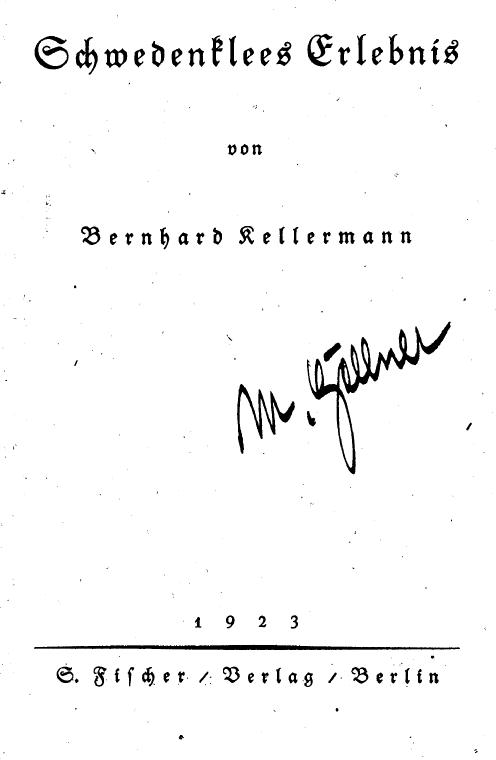 Schwedenklees Erlebnis
von
Bernhard Kellermann
M.
1923
S. Fischer / Verlag / Berlin